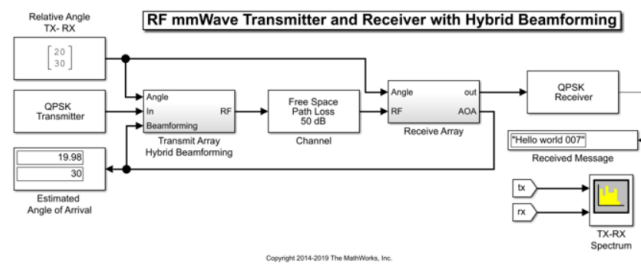 RF mmWave Transmitter and Receiver with Hybrid Beamforming
Relative Angle
TX- RX
20
30
QPSK
Transmitter
Angle
In
Beamforming
RF
Transmit Array
Hybrid Beamforming
Free Space
Path Loss
50 dB
Channel
Angle
RF
out
AOA
Receive Array
QPSK
Receiver
"Hello world 007"
Received Message
19.98
30
Estimated
Angle of Arrival
tx
rx
TX-RX
Spectrum
Copyright 2014-2019 The MathWorks, Inc.